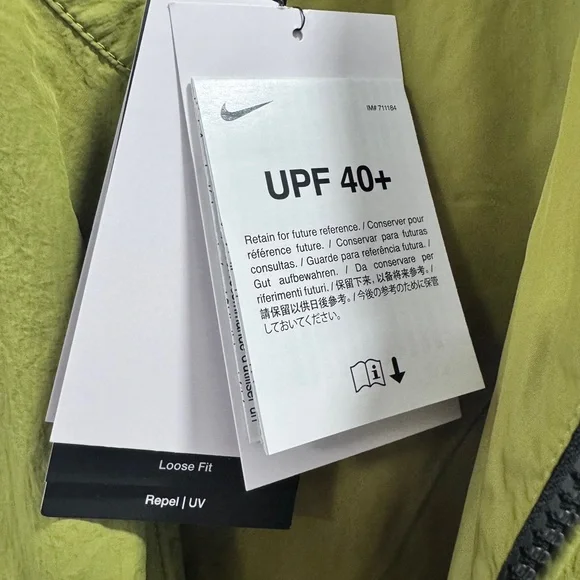 IM# 711184
UPF 40+
Retain for future reference. / Conserver pour
référence future. / Conservar para futuras
consultas. / Guarde para referência futura. /
Gut aufbewahren. / Da conservare per
riferimenti futuri. / 保留下来，以备将来参考。/
請保留以供日後參考。/ 今後の参考のために保管
しておいてください。
i
Loose Fit
Repel | UV